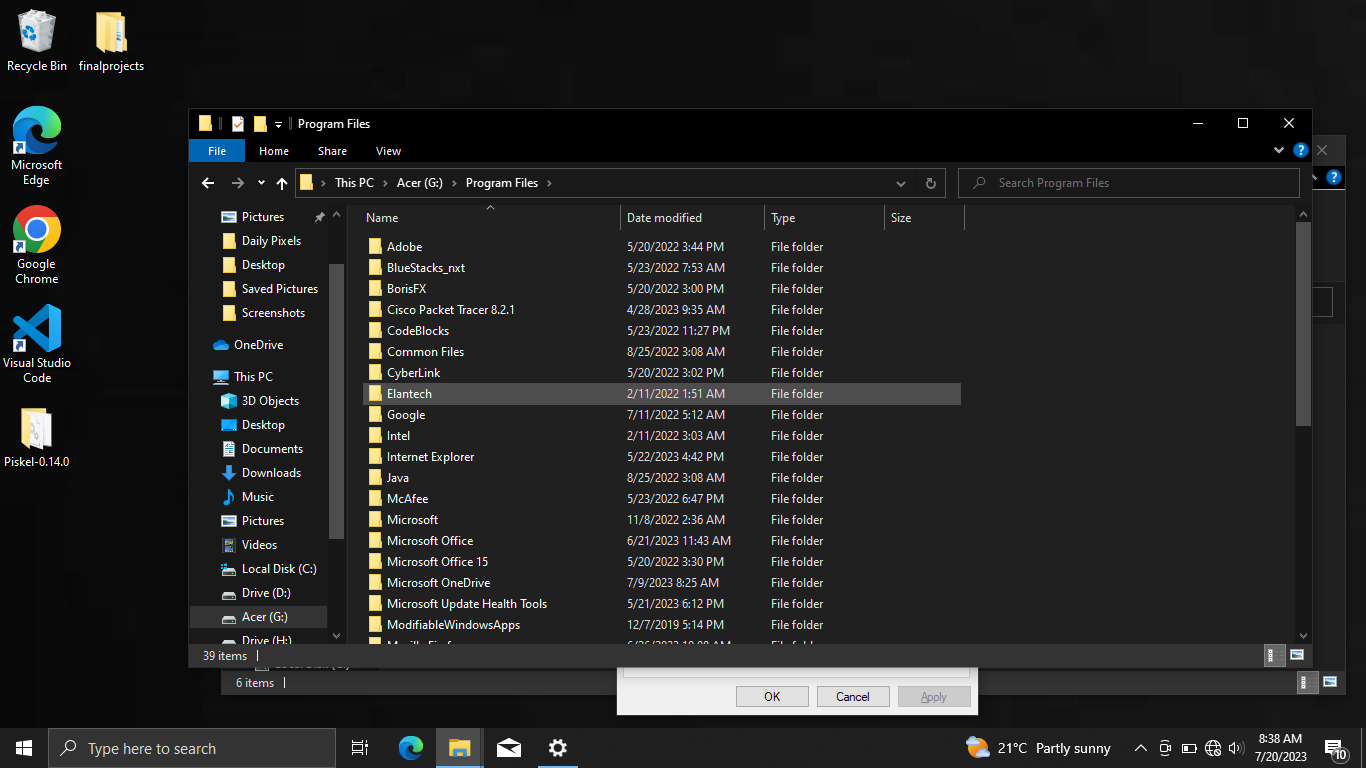 Recycle Bin
finalprojects
Microsoft
Edge
Google
Chrome
Visual Studio
Code
Piskel-0.14.0
Program Files
File Home Share View
This PC Acer (G:) Program Files
Search Program Files
Pictures
Daily Pixels
Desktop
Saved Pictures
Screenshots
OneDrive
This PC
3D Objects
Desktop
Documents
Downloads
Music
Pictures
Videos
Local Disk (C:)
Drive (D:)
Acer (G:)
Drive (H:)
Name Date modified Type Size
Adobe 5/20/2022 3:44 PM File folder
BlueStacks_nxt 5/23/2022 7:53 AM File folder
BorisFX 5/20/2022 3:00 PM File folder
Cisco Packet Tracer 8.2.1 4/28/2023 9:35 AM File folder
CodeBlocks 5/23/2022 11:27 PM File folder
Common Files 8/25/2022 3:08 AM File folder
CyberLink 5/20/2022 3:02 PM File folder
Elantech 2/11/2022 1:51 AM File folder
Google 7/11/2022 5:12 AM File folder
Intel 2/11/2022 3:03 AM File folder
Internet Explorer 5/22/2023 4:42 PM File folder
Java 8/25/2022 3:08 AM File folder
McAfee 5/23/2022 6:47 PM File folder
Microsoft 11/8/2022 2:36 AM File folder
Microsoft Office 6/21/2023 11:43 AM File folder
Microsoft Office 15 5/20/2022 3:30 PM File folder
Microsoft OneDrive 7/9/2023 8:25 AM File folder
Microsoft Update Health Tools 5/21/2023 6:12 PM File folder
ModifiableWindowsApps 12/7/2019 5:14 PM File folder
39 items
6 items
OK Cancel Apply
Type here to search
21°C Partly sunny
8:38 AM
7/20/2023
10